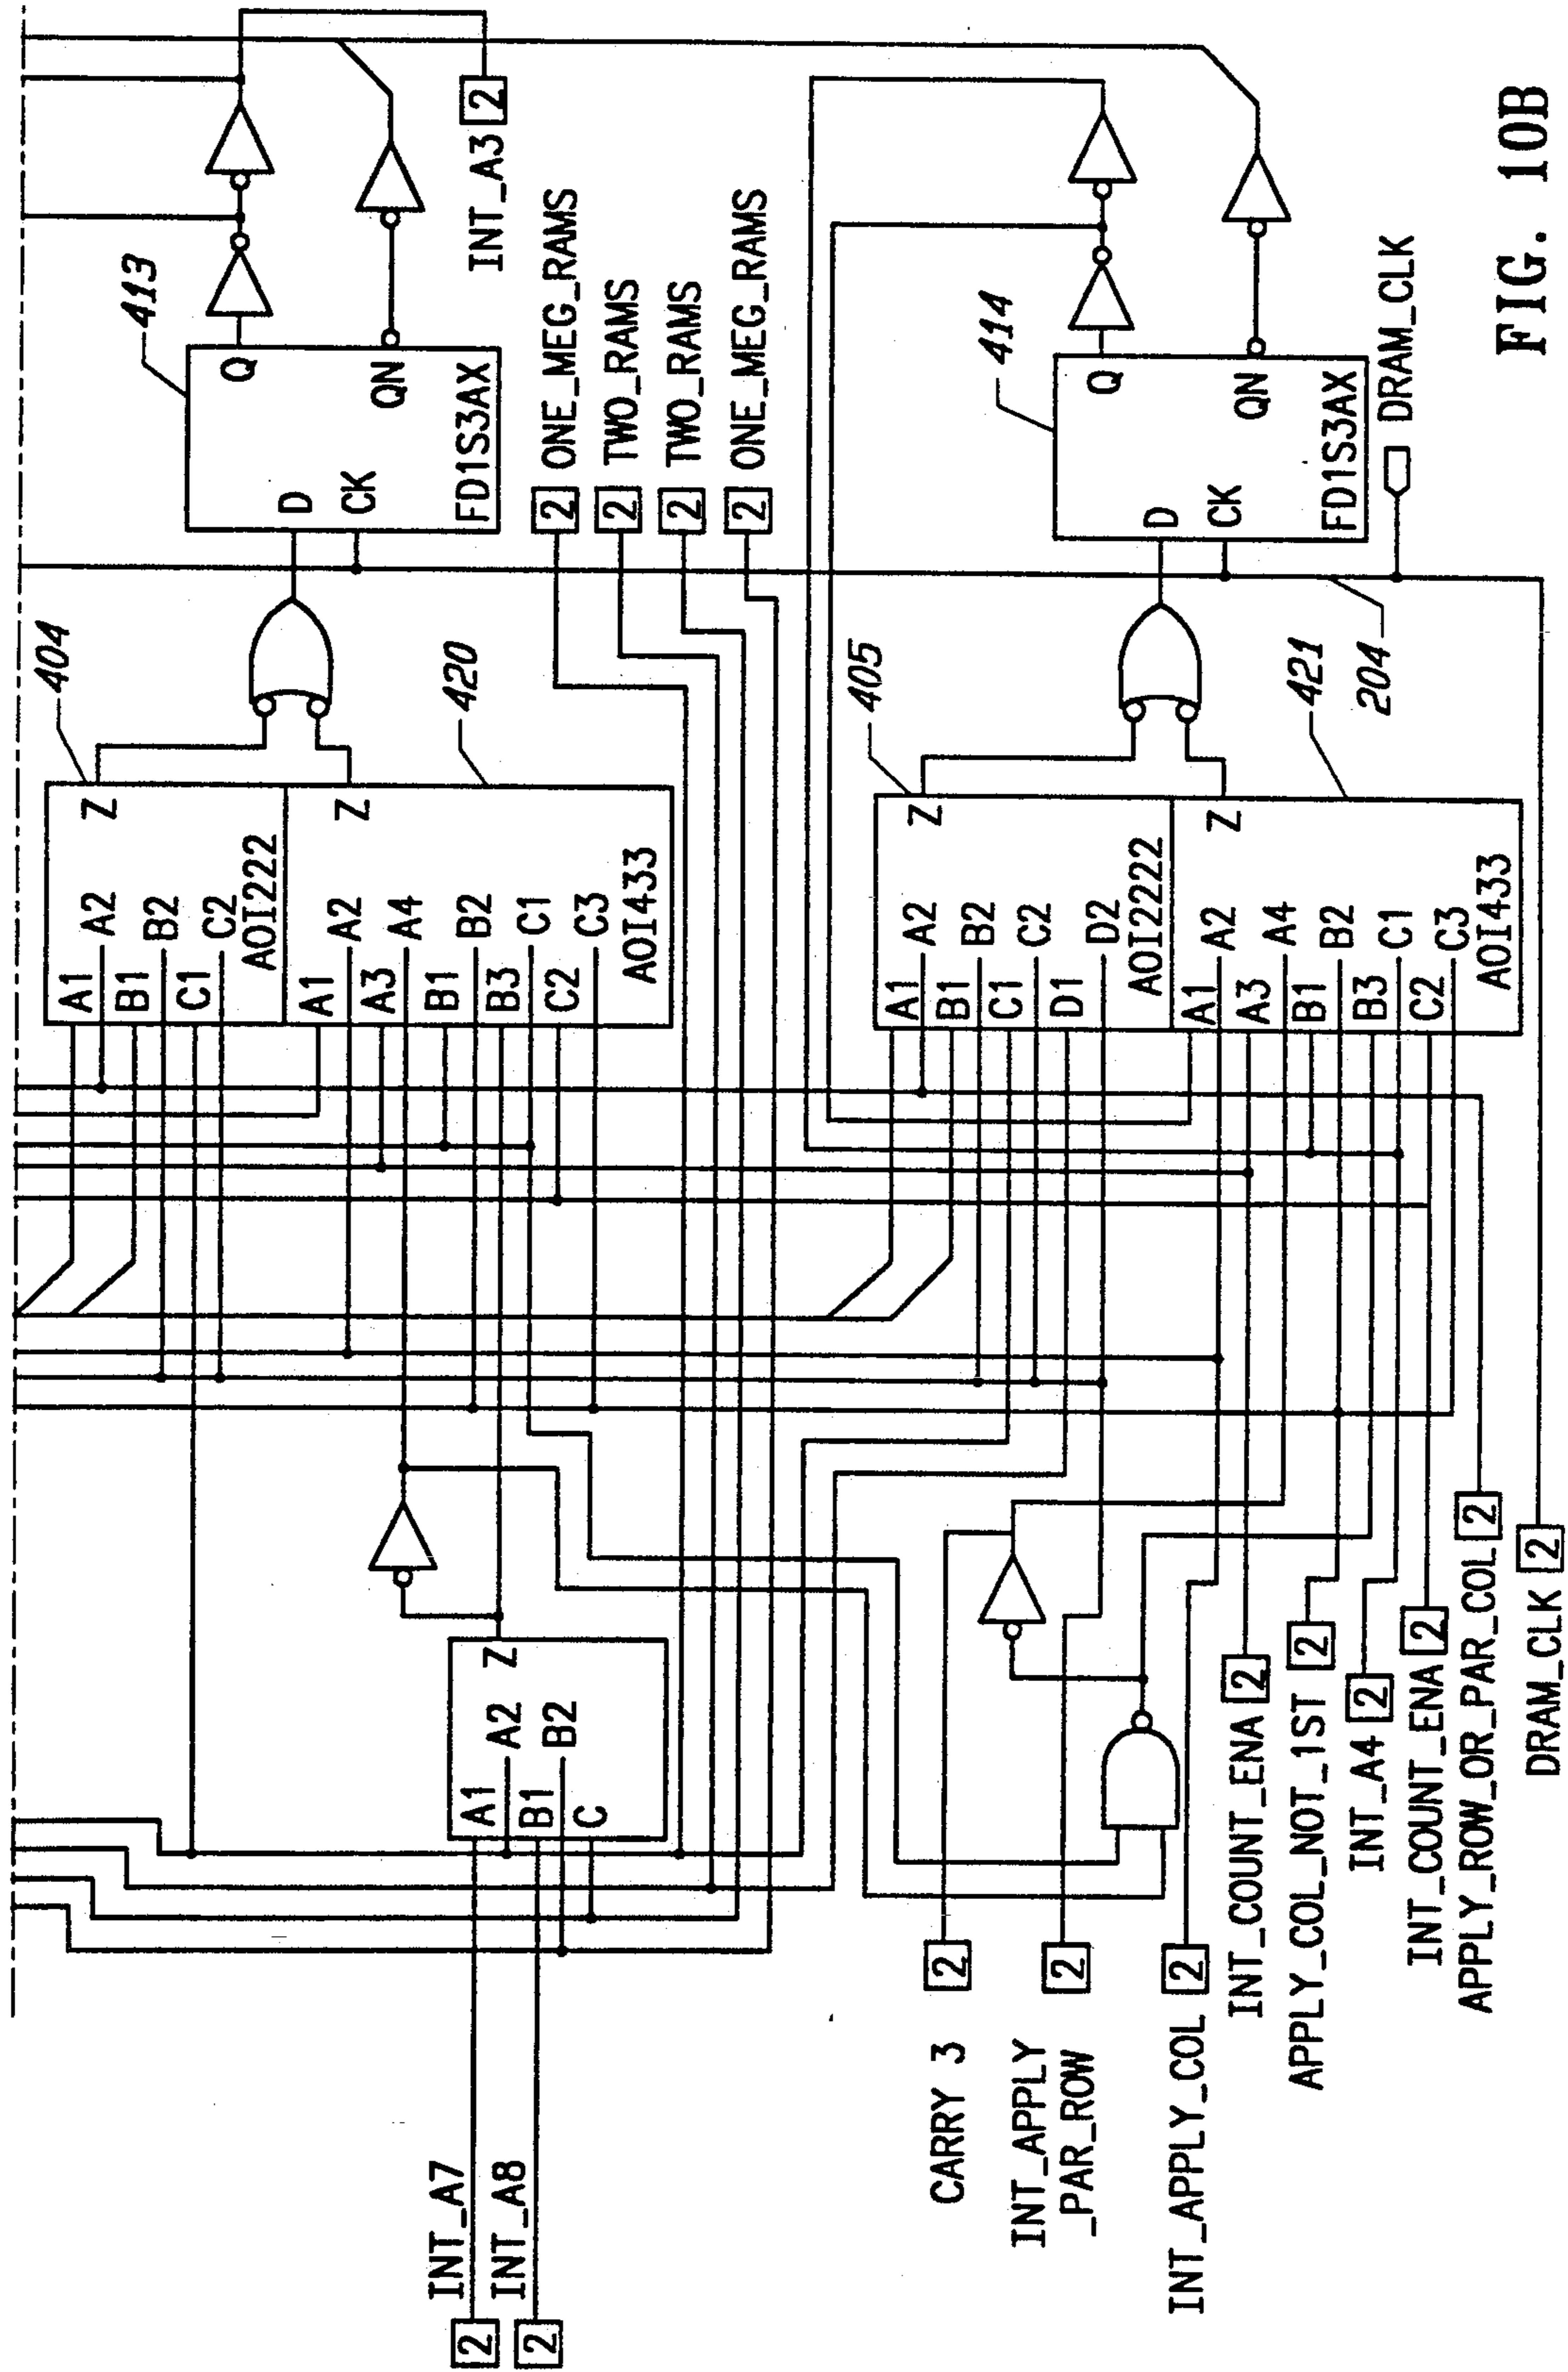 413
Q
QN
D
CK
FD1S3AX
INT_A3 2
404
Z
A1 A2
B1 B2
C1 C2
AOI222
420
Z
A1 A2
A3 A4
B1 B2
B3 C1
C2 C3
AOI433
2 ONE_MEG_RAMS
2 TWO_RAMS
2 TWO_RAMS
2 ONE_MEG_RAMS
Z
A1 A2
B1 B2
C
INT_A7
2
INT_A8
2
414
Q
QN
D
CK
FD1S3AX
DRAM_CLK
405
Z
A1 A2
B1 B2
C1 C2
D1 D2
AOI2222
421
204
Z
A1 A2
A3 A4
B1 B2
B3 C1
C2 C3
AOI433
CARRY 3 2
INT_APPLY
_PAR_ROW 2
INT_APPLY_COL 2
INT_COUNT_ENA 2
APPLY_COL_NOT_1ST 2
INT_A4 2
INT_COUNT_ENA 2
APPLY_ROW_OR_PAR_COL 2
DRAM_CLK 2
FIG. 10B